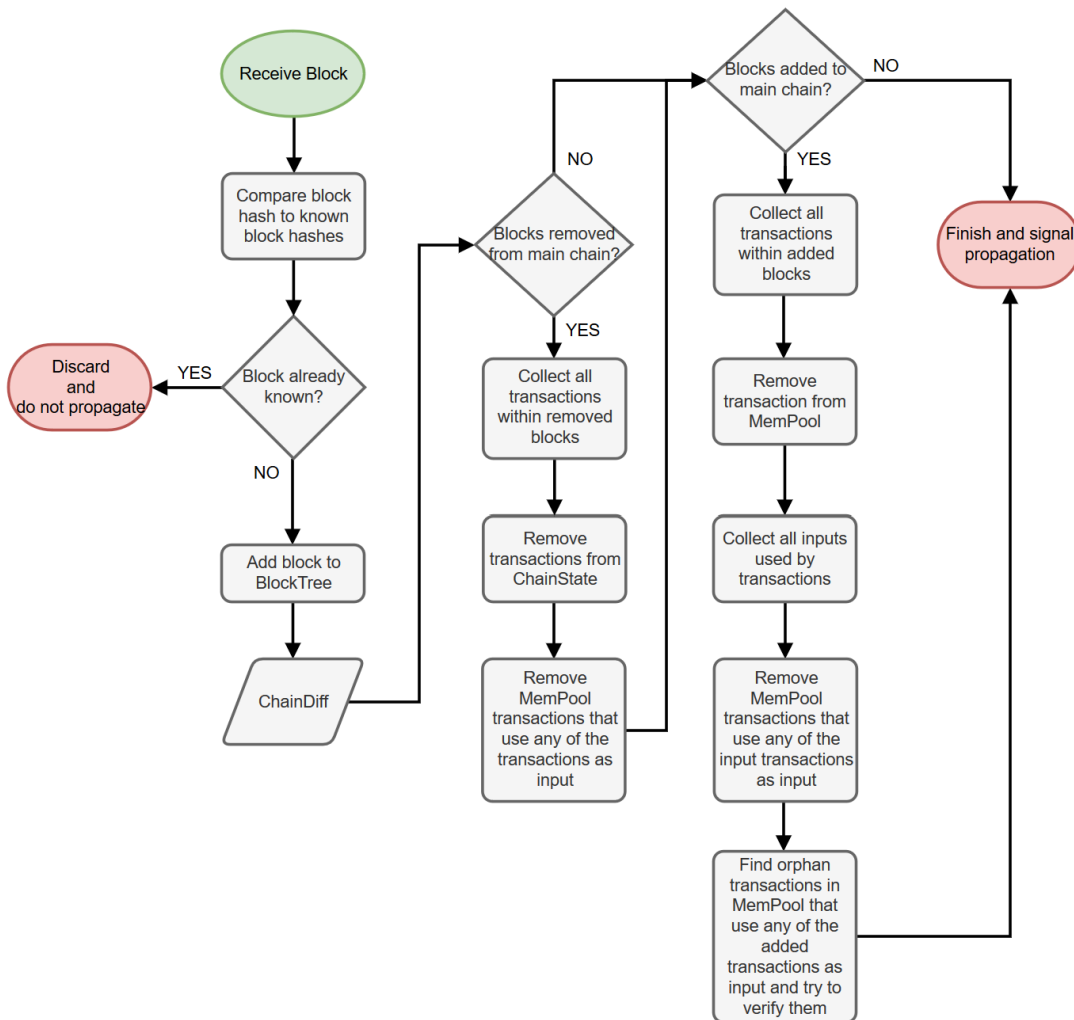 Receive Block
Compare block
hash to known
block hashes
Block already
known?
YES
Discard
and
do not propagate
NO
Add block to
BlockTree
ChainDiff
Blocks removed
from main chain?
NO
YES
Collect all
transactions
within removed
blocks
Remove
transactions from
ChainState
Remove
MemPool
transactions that
use any of the
transactions as
input
Blocks added to
main chain?
NO
YES
Collect all
transactions
within added
blocks
Remove
transaction from
MemPool
Collect all inputs
used by
transactions
Remove
MemPool
transactions that
use any of the
input transactions
as input
Find orphan
transactions in
MemPool that
use any of the
added
transactions as
input and try to
verify them
Finish and signal
propagation